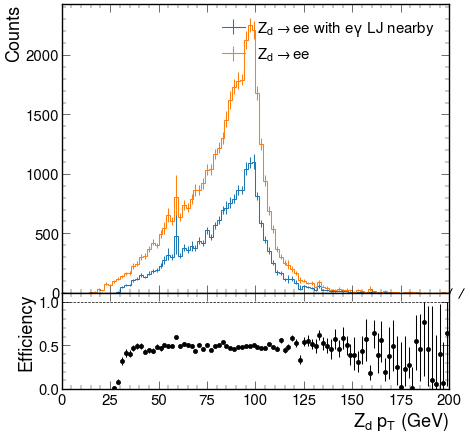 Counts
Z_d→ee with eγ LJ nearby
Z_d→ee
2000
1500
1000
500
0
Efficiency
1.0
0.5
0.0
0 25 50 75 100 125 150 175 200
Z_d p_T (GeV)